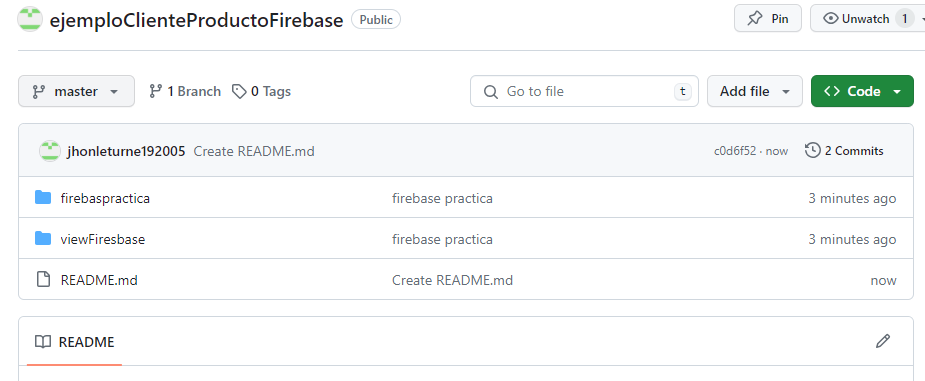 ejemploClienteProductoFirebase Public Pin Unwatch 1
master 1 Branch 0 Tags Go to file t Add file Code
jhonleturne192005 Create README.md c0d6f52 · now 2 Commits
firebaspractica firebase practica 3 minutes ago
viewFiresbase firebase practica 3 minutes ago
README.md Create README.md now
README